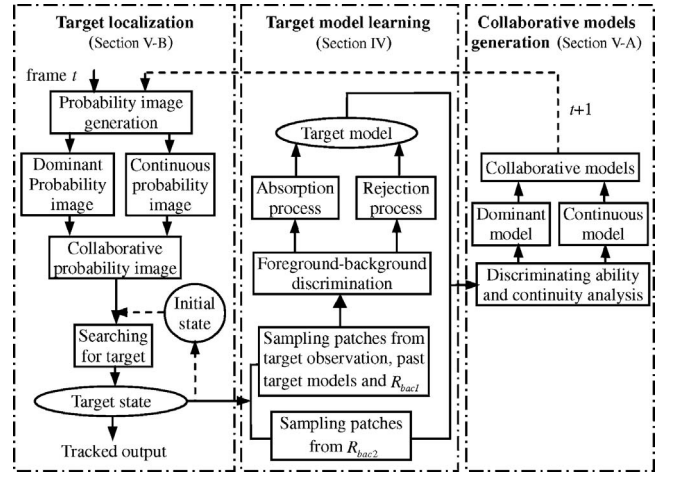 Target localization
(Section V-B)
frame t
Probability image
generation
Dominant
Probability
image
Continuous
probability
image
Collaborative
probability image
Initial
state
Searching
for target
Target state
Tracked output
Target model learning
(Section IV)
Target model
Absorption
process
Rejection
process
Foreground-background
discrimination
Sampling patches from
target observation, past
target models and R_bac1
Sampling patches
from R_bac2
Collaborative models
generation (Section V-A)
t+1
Collaborative models
Dominant
model
Continuous
model
Discriminating ability
and continuity analysis